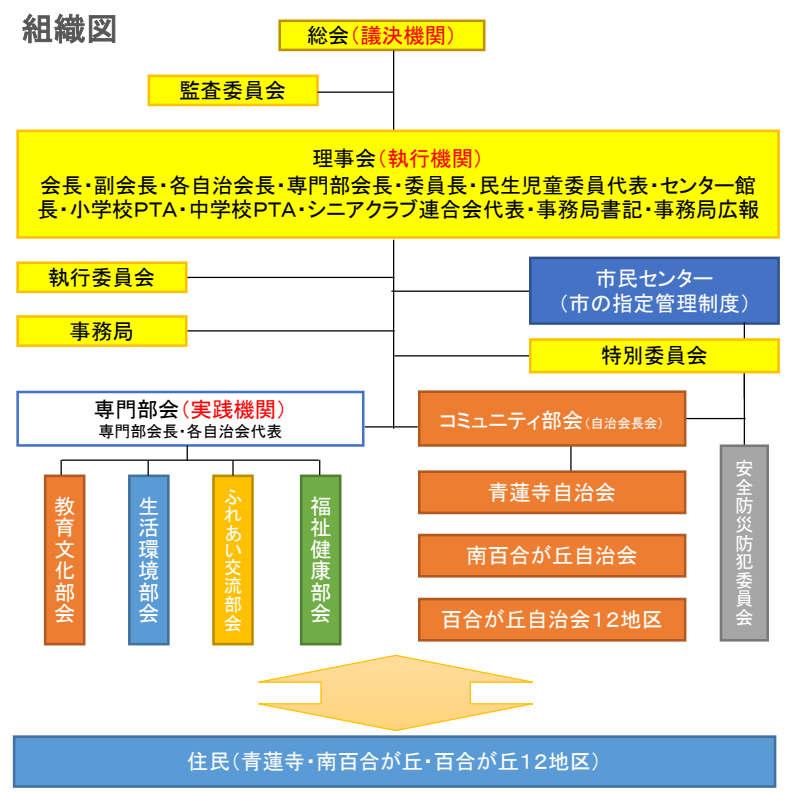 組織図
総会(議決機関)
監査委員会
理事会(執行機関)
会長・副会長・各自治会長・専門部会長・委員長・民生児童委員代表・センター館
長・小学校PTA・中学校PTA・シニアクラブ連合会代表・事務局書記・事務局広報
執行委員会
市民センター
(市の指定管理制度)
事務局
特別委員会
専門部会(実践機関)
専門部会長・各自治会代表
コミュニティ部会(自治会長会)
教育文化部会
生活環境部会
ふれあい交流部会
福祉健康部会
青蓮寺自治会
南百合が丘自治会
百合が丘自治会12地区
安全防災防犯委員会
住民(青蓮寺・南百合が丘・百合が丘12地区)